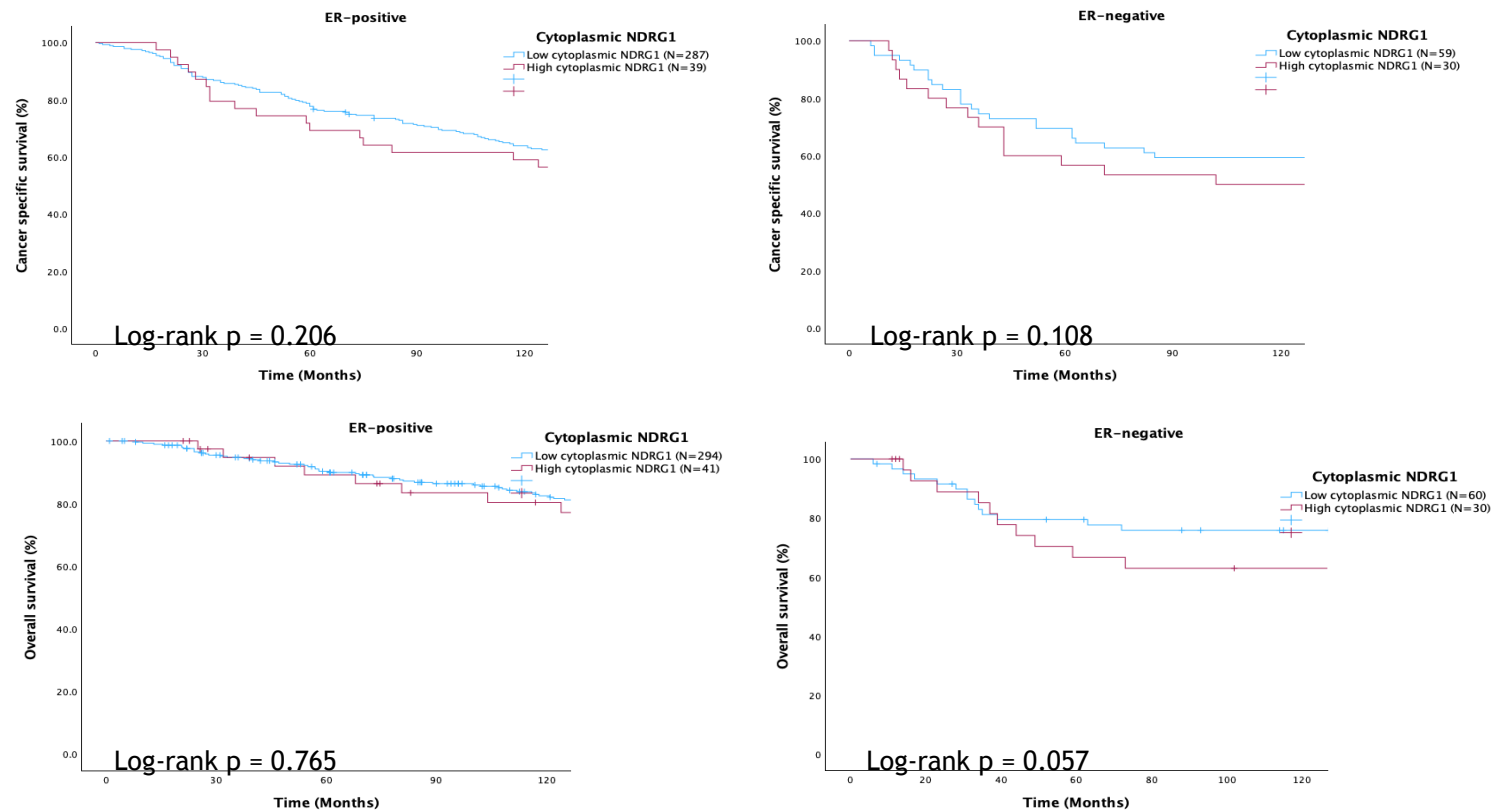 ER-positive
Cytoplasmic NDRG1
Low cytoplasmic NDRG1 (N=287)
High cytoplasmic NDRG1 (N=39)
Cancer specific survival (%)
100.0
80.0
60.0
40.0
20.0
0.0
Log-rank p = 0.206
0 30 60 90 120
Time (Months)
ER-negative
Cytoplasmic NDRG1
Low cytoplasmic NDRG1 (N=59)
High cytoplasmic NDRG1 (N=30)
Cancer specific survival (%)
100.0
80.0
60.0
40.0
20.0
0.0
Log-rank p = 0.108
0 30 60 90 120
Time (Months)
ER-positive
Cytoplasmic NDRG1
Low cytoplasmic NDRG1 (N=294)
High cytoplasmic NDRG1 (N=41)
Overall survival (%)
100.0
80.0
60.0
40.0
20.0
0.0
Log-rank p = 0.765
0 30 60 90 120
Time (Months)
ER-negative
Cytoplasmic NDRG1
Low cytoplasmic NDRG1 (N=60)
High cytoplasmic NDRG1 (N=30)
Overall survival (%)
100
80
60
40
20
0
Log-rank p = 0.057
0 20 40 60 80 100 120
Time (Months)